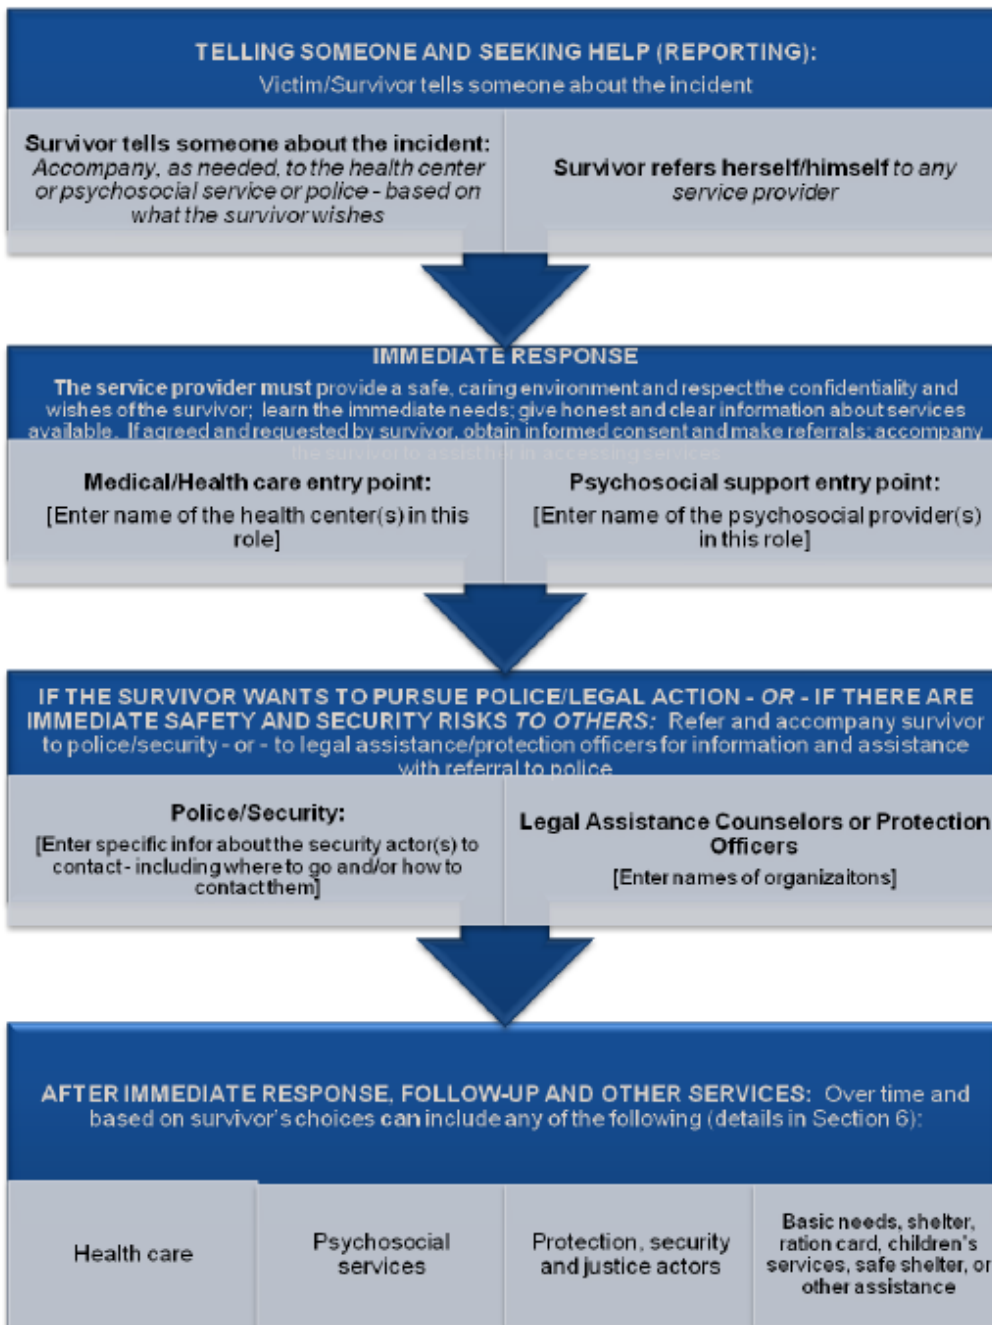 TELLING SOMEONE AND SEEKING HELP (REPORTING):
Victim/Survivor tells someone about the incident
Survivor tells someone about the incident:
Accompany, as needed, to the health center
or psychosocial service or police - based on
what the survivor wishes
Survivor refers herself/himself to any
service provider
IMMEDIATE RESPONSE
The service provider must provide a safe, caring environment and respect the confidentiality and
wishes of the survivor; learn the immediate needs; give honest and clear information about services
available. If agreed and requested by survivor, obtain informed consent and make referrals; accompany
the survivor to assist her in accessing services
Medical/Health care entry point:
[Enter name of the health center(s) in this
role]
Psychosocial support entry point:
[Enter name of the psychosocial provider(s)
in this role]
IF THE SURVIVOR WANTS TO PURSUE POLICE/LEGAL ACTION - OR - IF THERE ARE
IMMEDIATE SAFETY AND SECURITY RISKS TO OTHERS: Refer and accompany survivor
to police/security - or - to legal assistance/protection officers for information and assistance
with referral to police
Police/Security:
[Enter specific infor about the security actor(s) to
contact - including where to go and/or how to
contact them]
Legal Assistance Counselors or Protection
Officers
[Enter names of organizaitons]
AFTER IMMEDIATE RESPONSE, FOLLOW-UP AND OTHER SERVICES: Over time and
based on survivor's choices can include any of the following (details in Section 6):
Health care
Psychosocial
services
Protection, security
and justice actors
Basic needs, shelter,
ration card, children's
services, safe shelter, or
other assistance